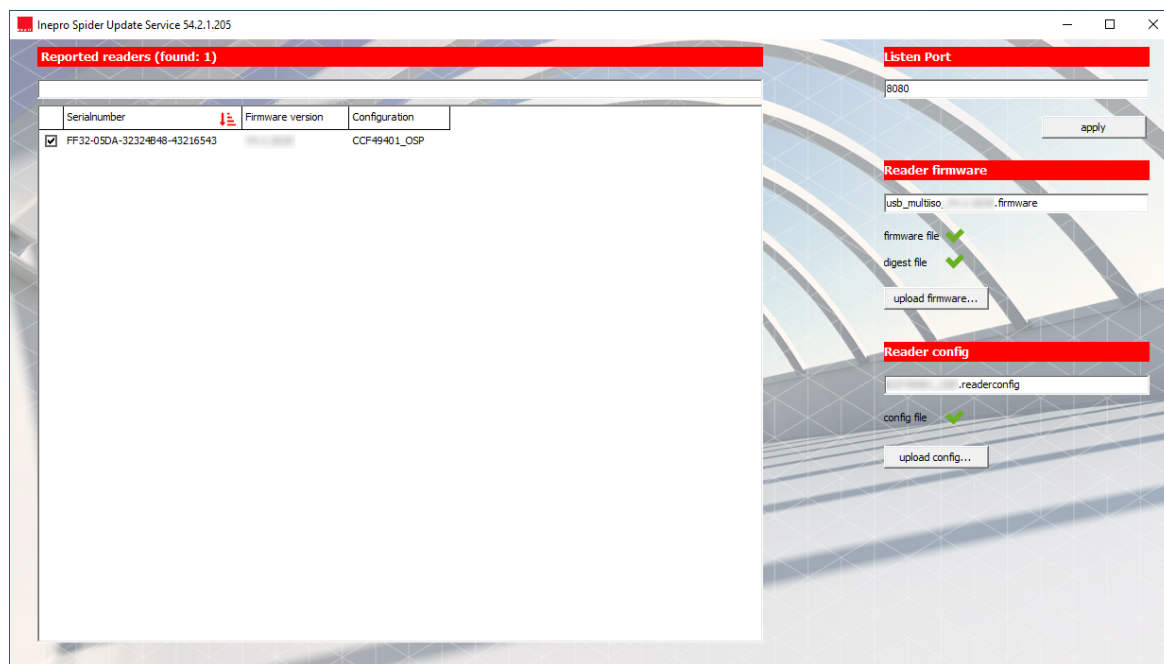 Inepro Spider Update Service 54.2.1.205
Reported readers (found: 1)
Serialnumber Firmware version Configuration
FF32-05DA-32324B48-43216543 CCF49401_OSP
Listen Port
8080
apply
Reader firmware
usb_multiiso_ .firmware
firmware file
digest file
upload firmware...
Reader config
.readerconfig
config file
upload config...